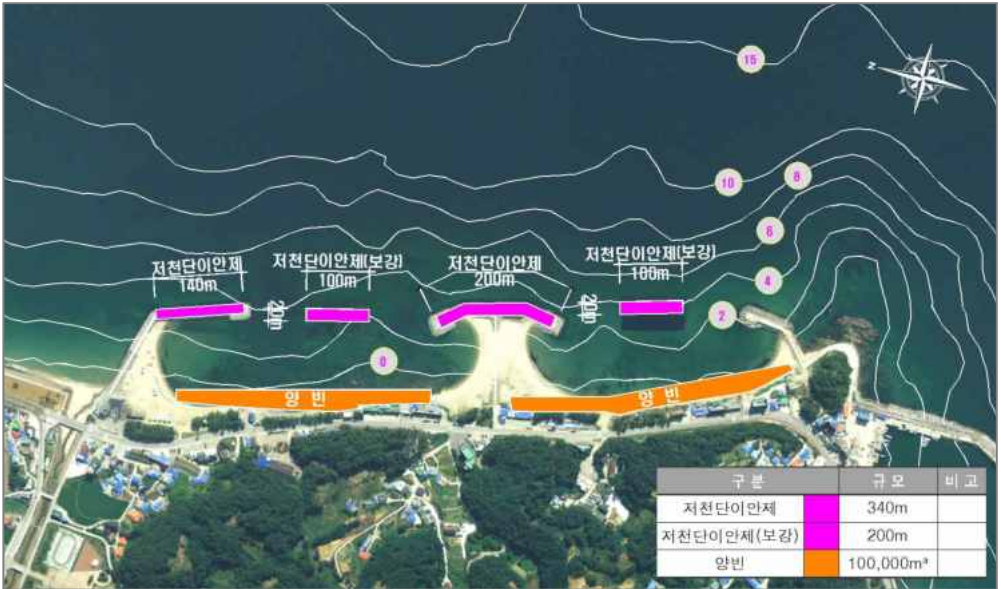 15
N
8
10
6
저천단이안제
140m
저천단이안제(보강)
100m
저천단이안제
200m
저천단이안제(보강)
100m
4
20m
20m
2
0
양 빈
양 빈
구 분 규 모 비 고
저천단이안제 340m
저천단이안제(보강) 200m
양빈 100,000m³